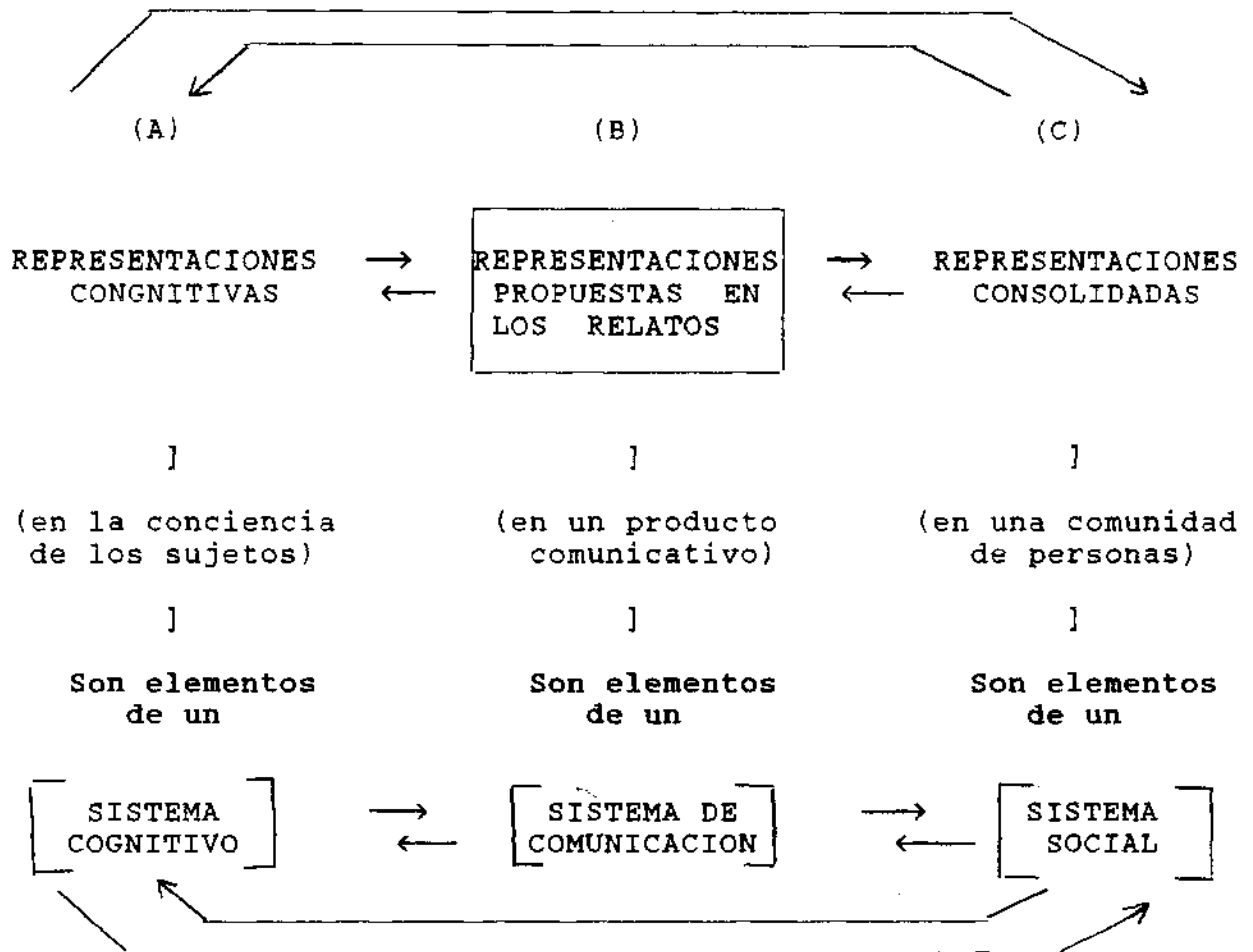 (A) (B) (C)
REPRESENTACIONES → REPRESENTACIONES → REPRESENTACIONES
CONGNITIVAS ← PROPUESTAS EN ← CONSOLIDADAS
LOS RELATOS
] ] ]
(en la conciencia (en un producto (en una comunidad
de los sujetos) comunicativo) de personas)
] ] ]
Son elementos Son elementos Son elementos
de un de un de un
SISTEMA → SISTEMA DE → SISTEMA
COGNITIVO ← COMUNICACION ← SOCIAL